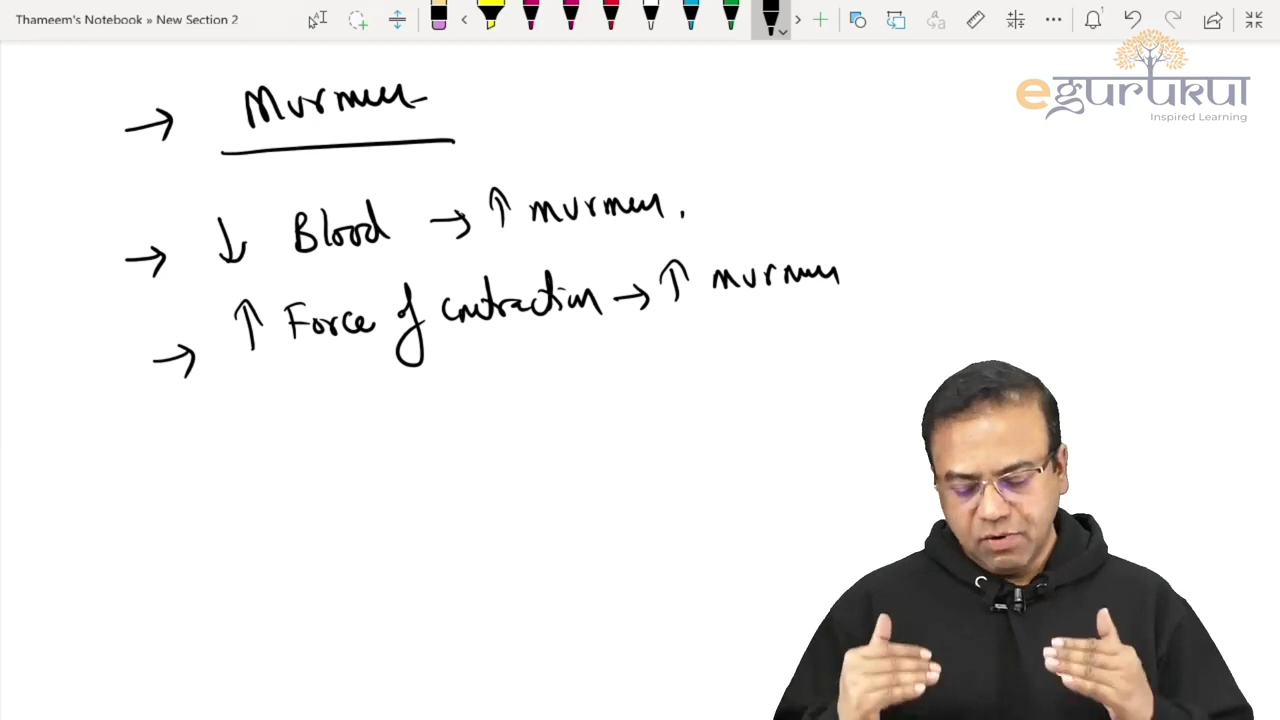 Thameem's Notebook » New Section 2
egurukul
Inspired Learning
→ Murmur
→ ↓ Blood → ↑ murmur.
→ ↑ Force of contraction → ↑ murmur